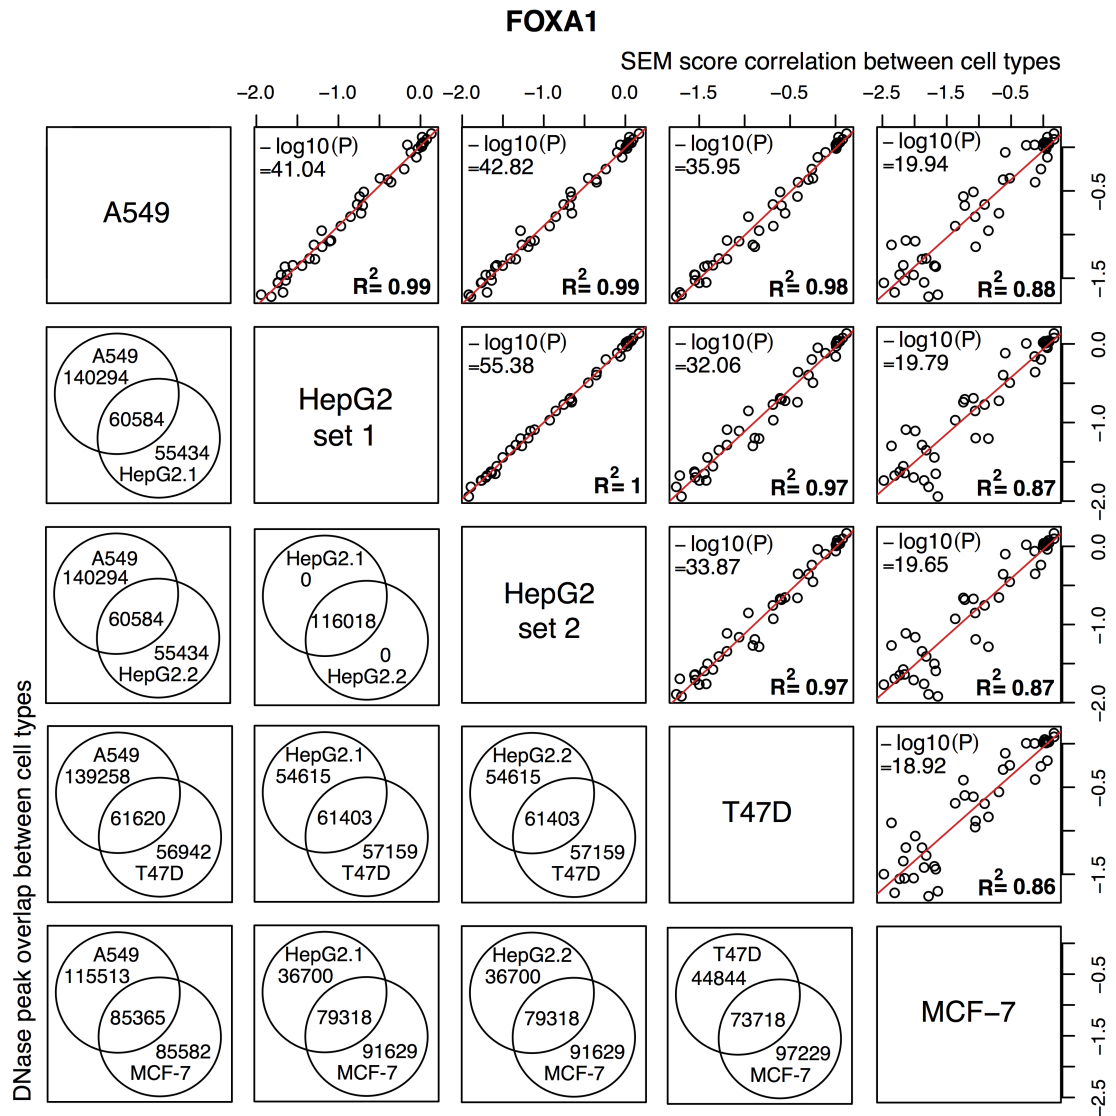 FOXA1
SEM score correlation between cell types
−2.0 −1.0 0.0 −2.0 −1.0 0.0 −1.5 −0.5 −2.5 −1.5 −0.5
A549
− log10(P)
=41.04
R2= 0.99
− log10(P)
=42.82
R2= 0.99
− log10(P)
=35.95
R2= 0.98
− log10(P)
=19.94
R2= 0.88
−0.5
−1.5
A549
140294
60584
55434
HepG2.1
HepG2
set 1
− log10(P)
=55.38
R2= 1
− log10(P)
=32.06
R2= 0.97
− log10(P)
=19.79
R2= 0.87
0.0
−1.0
−2.0
A549
140294
60584
55434
HepG2.2
HepG2.1
0
116018
0
HepG2.2
HepG2
set 2
− log10(P)
=33.87
R2= 0.97
− log10(P)
=19.65
R2= 0.87
0.0
−1.0
−2.0
DNase peak overlap between cell types
A549
139258
61620
56942
T47D
HepG2.1
54615
61403
57159
T47D
HepG2.2
54615
61403
57159
T47D
T47D
− log10(P)
=18.92
R2= 0.86
−0.5
−1.5
A549
115513
85365
85582
MCF-7
HepG2.1
36700
79318
91629
MCF-7
HepG2.2
36700
79318
91629
MCF-7
T47D
44844
73718
97229
MCF-7
MCF−7
−0.5
−1.5
−2.5